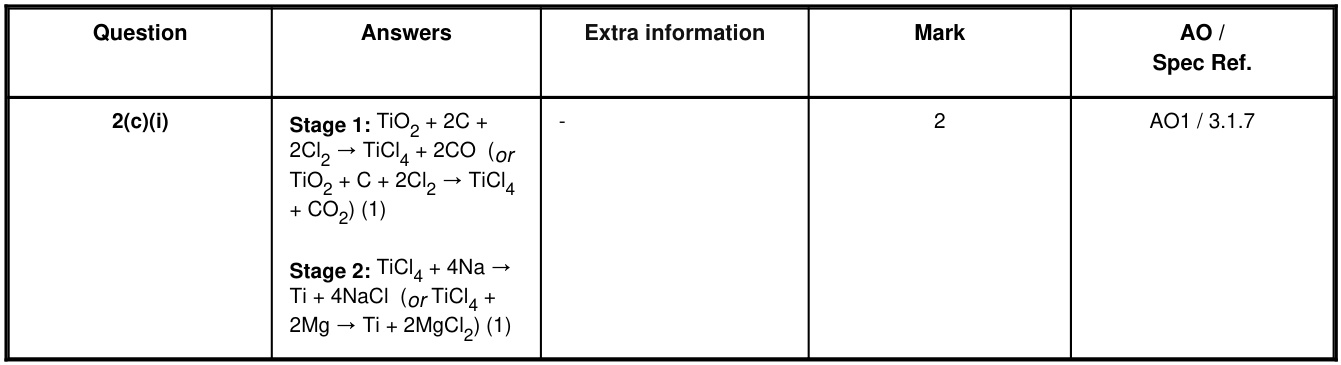 Question Answers Extra information Mark AO /
Spec Ref.
2(c)(i) Stage 1: TiO₂ + 2C + - 2 AO1 / 3.1.7
2Cl₂ → TiCl₄ + 2CO (or
TiO₂ + C + 2Cl₂ → TiCl₄
+ CO₂) (1)
Stage 2: TiCl₄ + 4Na →
Ti + 4NaCl (or TiCl₄ +
2Mg → Ti + 2MgCl₂) (1)